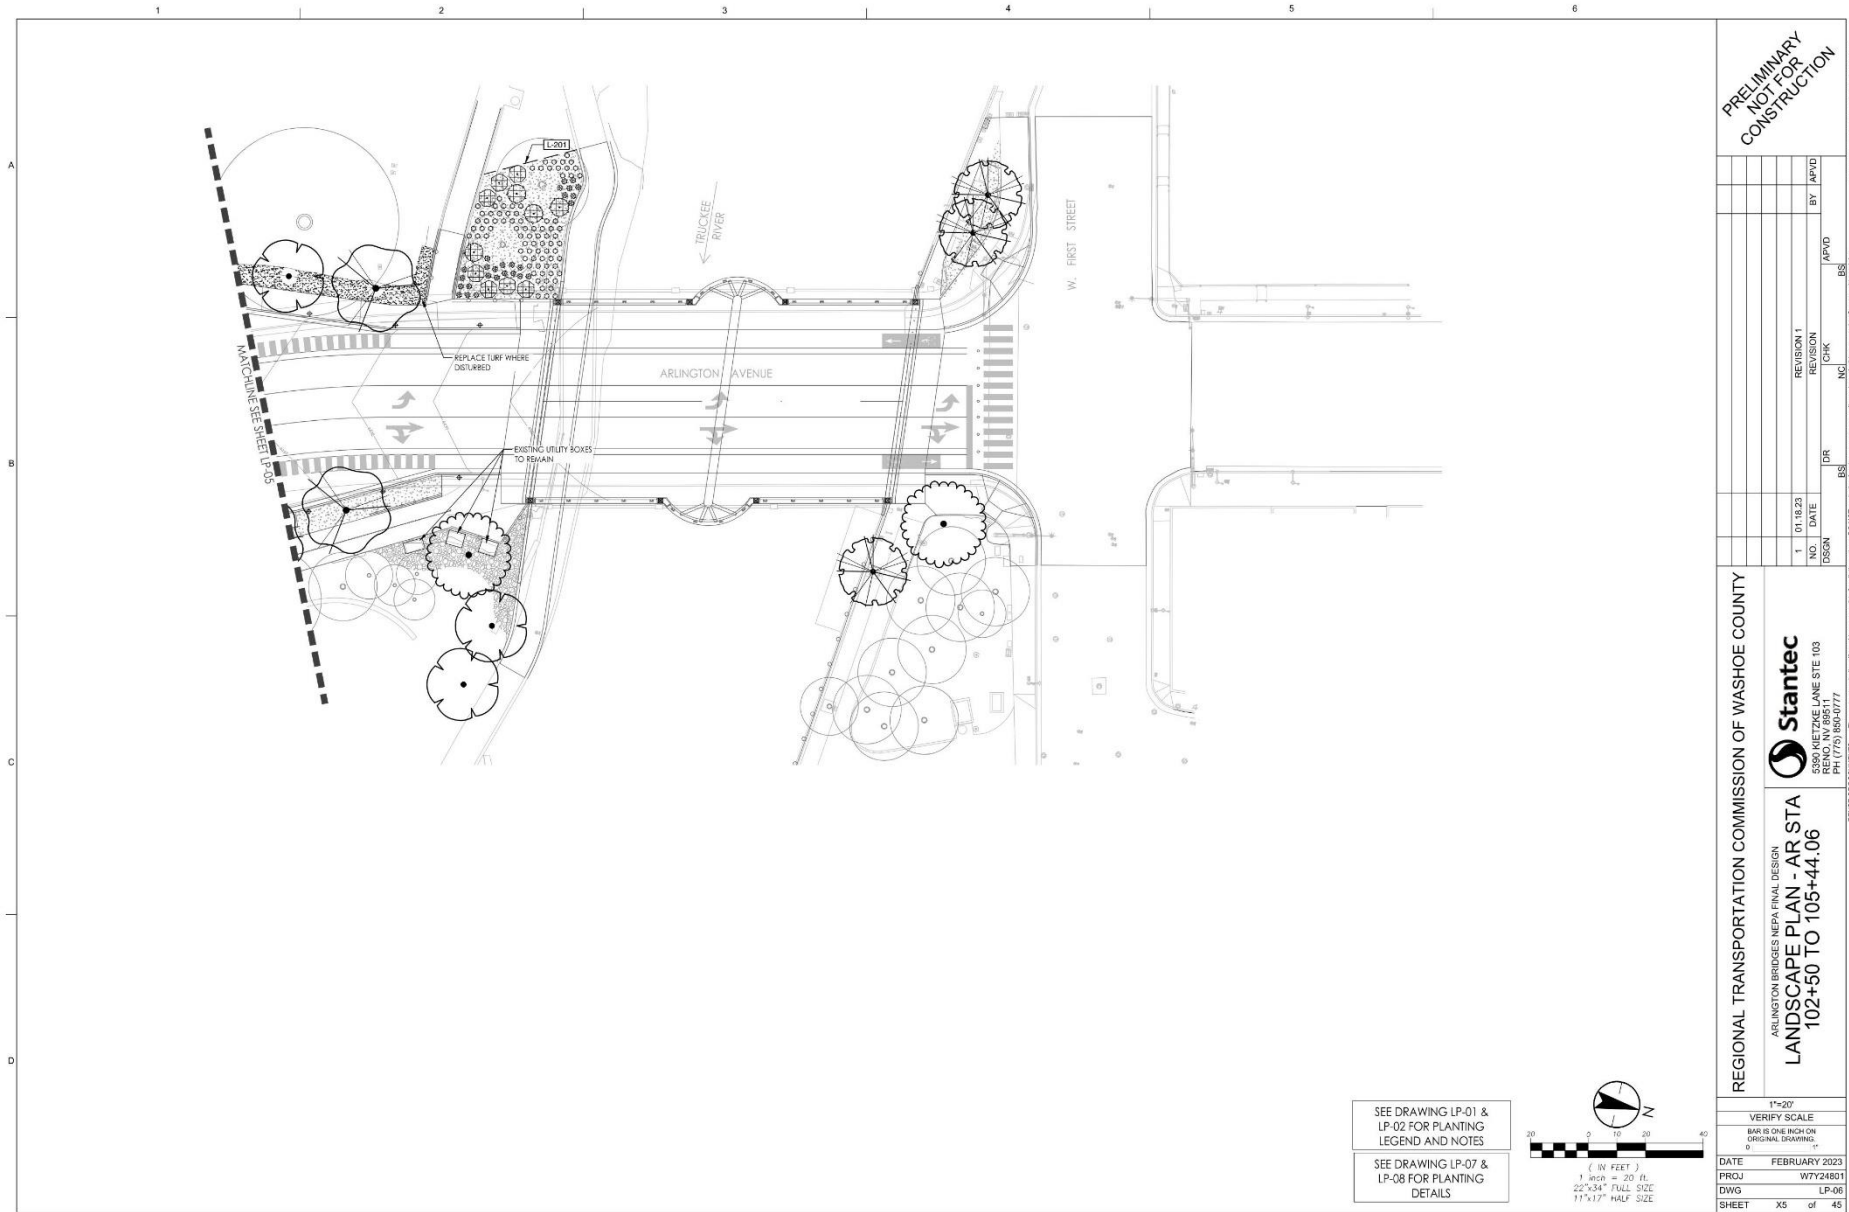 1 2 3 4 5 6
A
B
C
D
L-201
TRUCKEE
RIVER
W. FIRST STREET
REPLACE TURF WHERE
DISTURBED
ARLINGTON AVENUE
MATCHLINE SEE SHEET LP-05
EXISTING UTILITY BOXES
TO REMAIN
SEE DRAWING LP-01 &
LP-02 FOR PLANTING
LEGEND AND NOTES
SEE DRAWING LP-07 &
LP-08 FOR PLANTING
DETAILS
N
20 0 10 20 40
( IN FEET )
1 inch = 20 ft.
22"x34" FULL SIZE
11"x17" HALF SIZE
PRELIMINARY
NOT FOR
CONSTRUCTION
1 01.18.23 REVISION 1
NO. DATE REVISION BY APVD
DSGN DR CHK APVD
BS NC BS
REGIONAL TRANSPORTATION COMMISSION OF WASHOE COUNTY
Stantec
5390 KIETZKE LANE STE 103
RENO, NV 89511
PH (775) 850-0777
ARLINGTON BRIDGES NEPA FINAL DESIGN
LANDSCAPE PLAN - AR STA
102+50 TO 105+44.06
1"=20'
VERIFY SCALE
BAR IS ONE INCH ON
ORIGINAL DRAWING.
0 1"
DATE FEBRUARY 2023
PROJ W7Y24801
DWG LP-06
SHEET X5 of 45